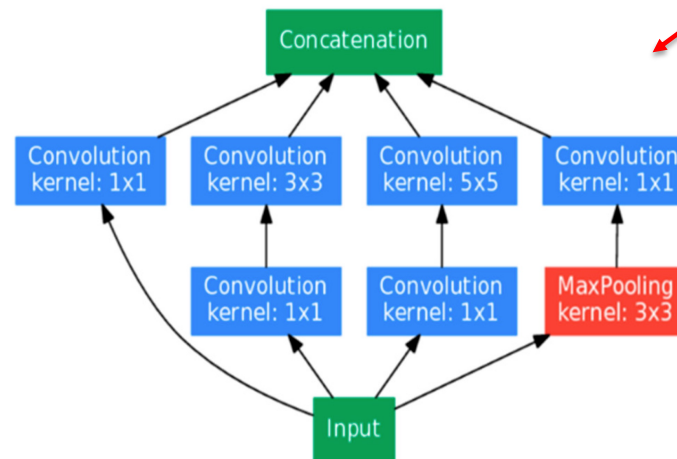 Concatenation
Convolution
kernel: 1x1
Convolution
kernel: 3x3
Convolution
kernel: 5x5
Convolution
kernel: 1x1
Convolution
kernel: 1x1
Convolution
kernel: 1x1
MaxPooling
kernel: 3x3
Input